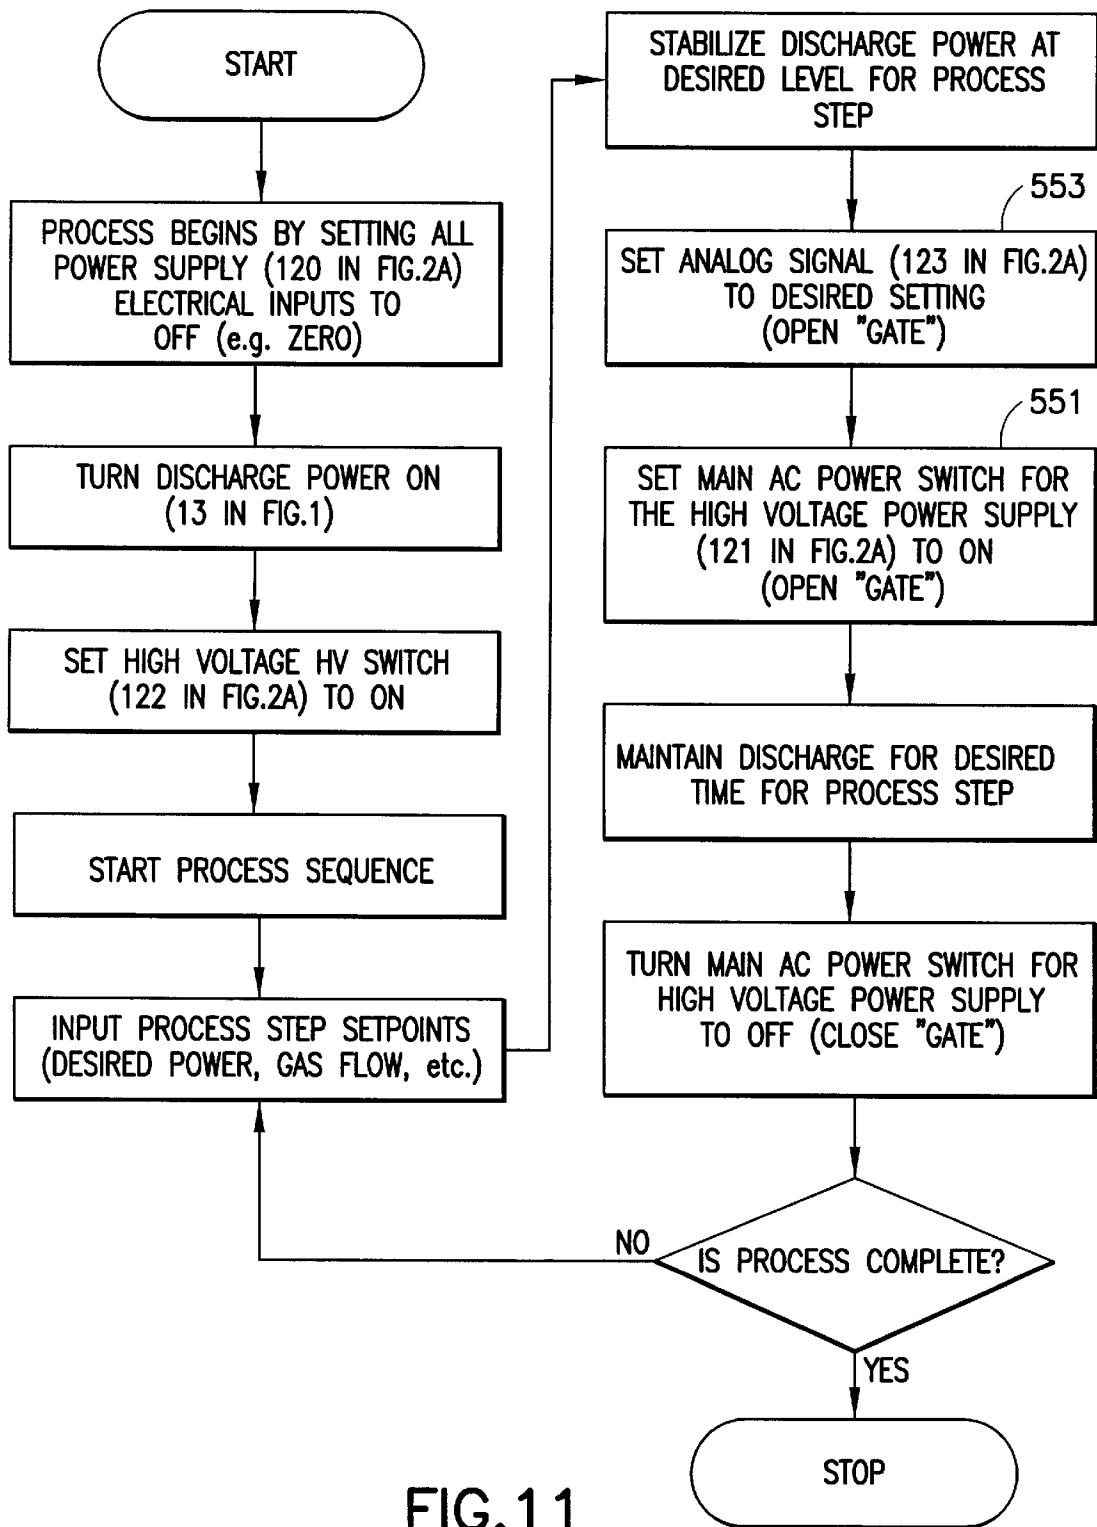 START
PROCESS BEGINS BY SETTING ALL
POWER SUPPLY (120 IN FIG.2A)
ELECTRICAL INPUTS TO
OFF (e.g. ZERO)
TURN DISCHARGE POWER ON
(13 IN FIG.1)
SET HIGH VOLTAGE HV SWITCH
(122 IN FIG.2A) TO ON
START PROCESS SEQUENCE
INPUT PROCESS STEP SETPOINTS
(DESIRED POWER, GAS FLOW, etc.)
STABILIZE DISCHARGE POWER AT
DESIRED LEVEL FOR PROCESS
STEP
553
SET ANALOG SIGNAL (123 IN FIG.2A)
TO DESIRED SETTING
(OPEN "GATE")
551
SET MAIN AC POWER SWITCH FOR
THE HIGH VOLTAGE POWER SUPPLY
(121 IN FIG.2A) TO ON
(OPEN "GATE")
MAINTAIN DISCHARGE FOR DESIRED
TIME FOR PROCESS STEP
TURN MAIN AC POWER SWITCH FOR
HIGH VOLTAGE POWER SUPPLY
TO OFF (CLOSE "GATE")
NO
IS PROCESS COMPLETE?
YES
STOP
FIG.11